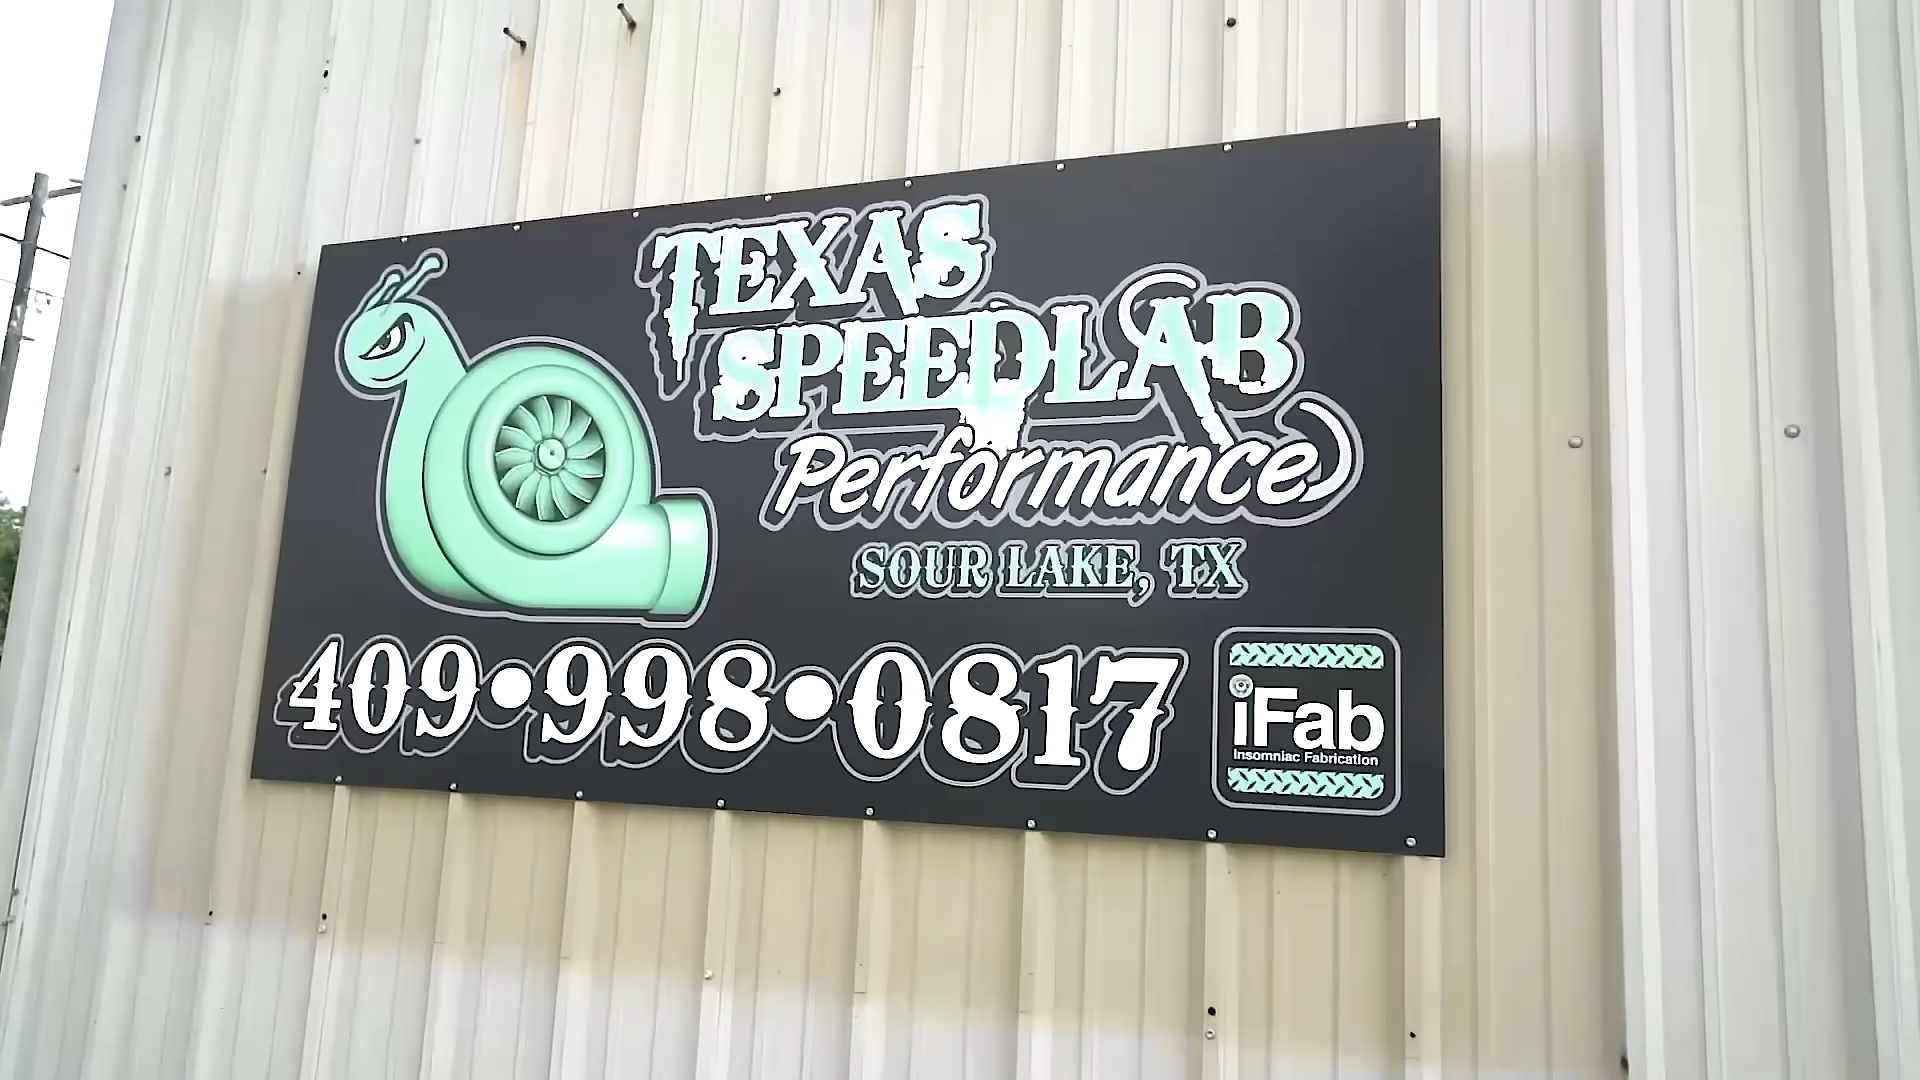 TEXAS
SPEEDLAB
Performance
SOUR LAKE, TX
409•998•0817
iFab
Insomniac Fabrication